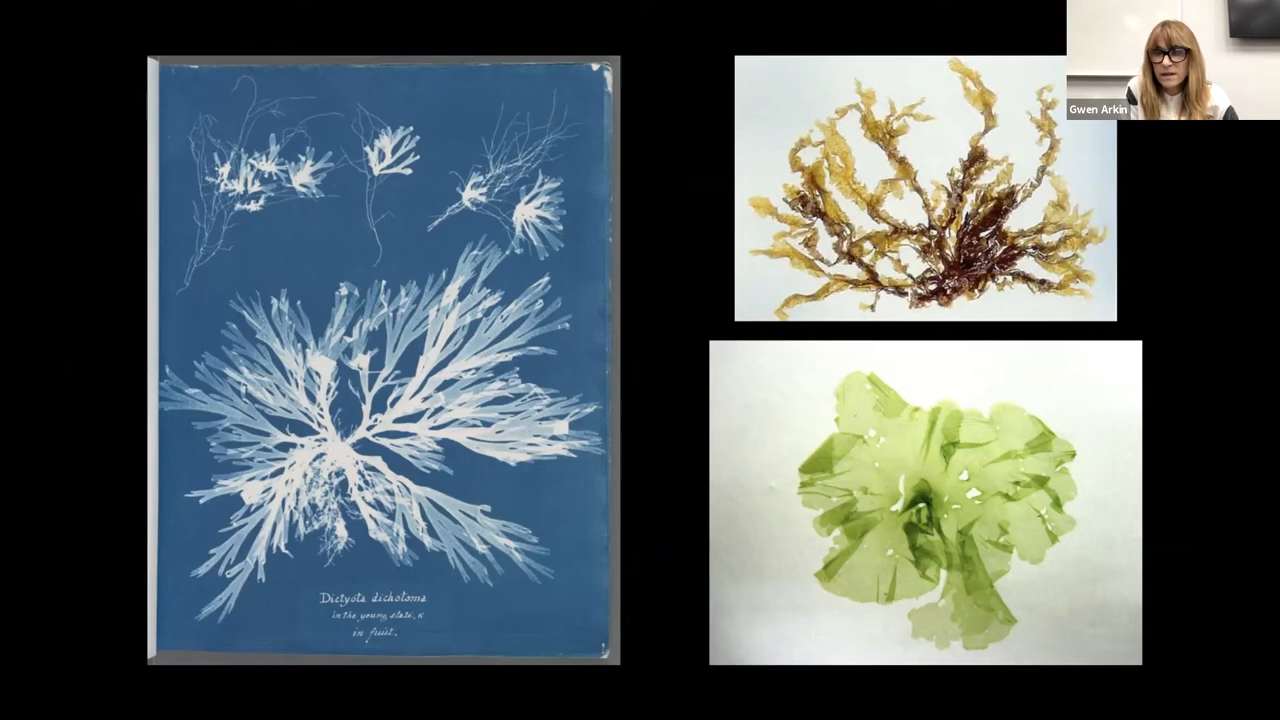 Gwen Arkin
Dictyota dichotoma
in the young state, &
in fruit.